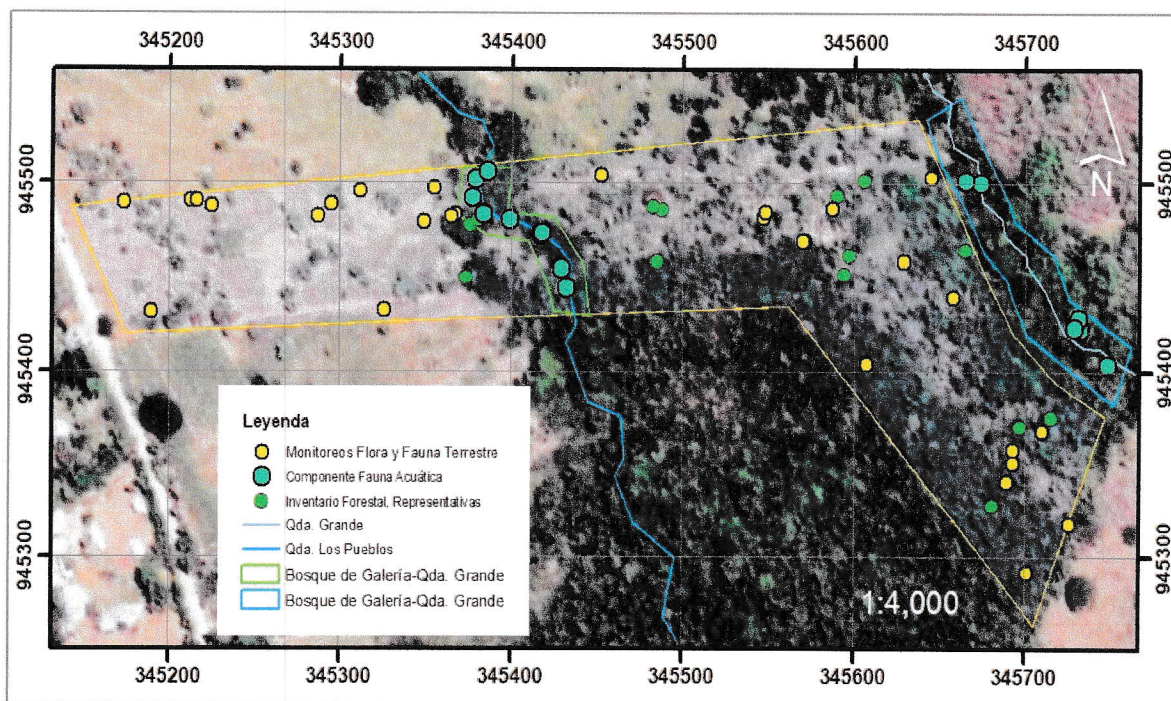 345200 345300 345400 345500 345600 345700
945500 945500
N
945400 945400
Leyenda
Monitoreos Flora y Fauna Terrestre
Componente Fauna Acuática
Inventario Forestal, Representativas
Qda. Grande
Qda. Los Pueblos
Bosque de Galería-Qda. Grande
Bosque de Galería-Qda. Grande
945300 945300
1:4,000
345200 345300 345400 345500 345600 345700